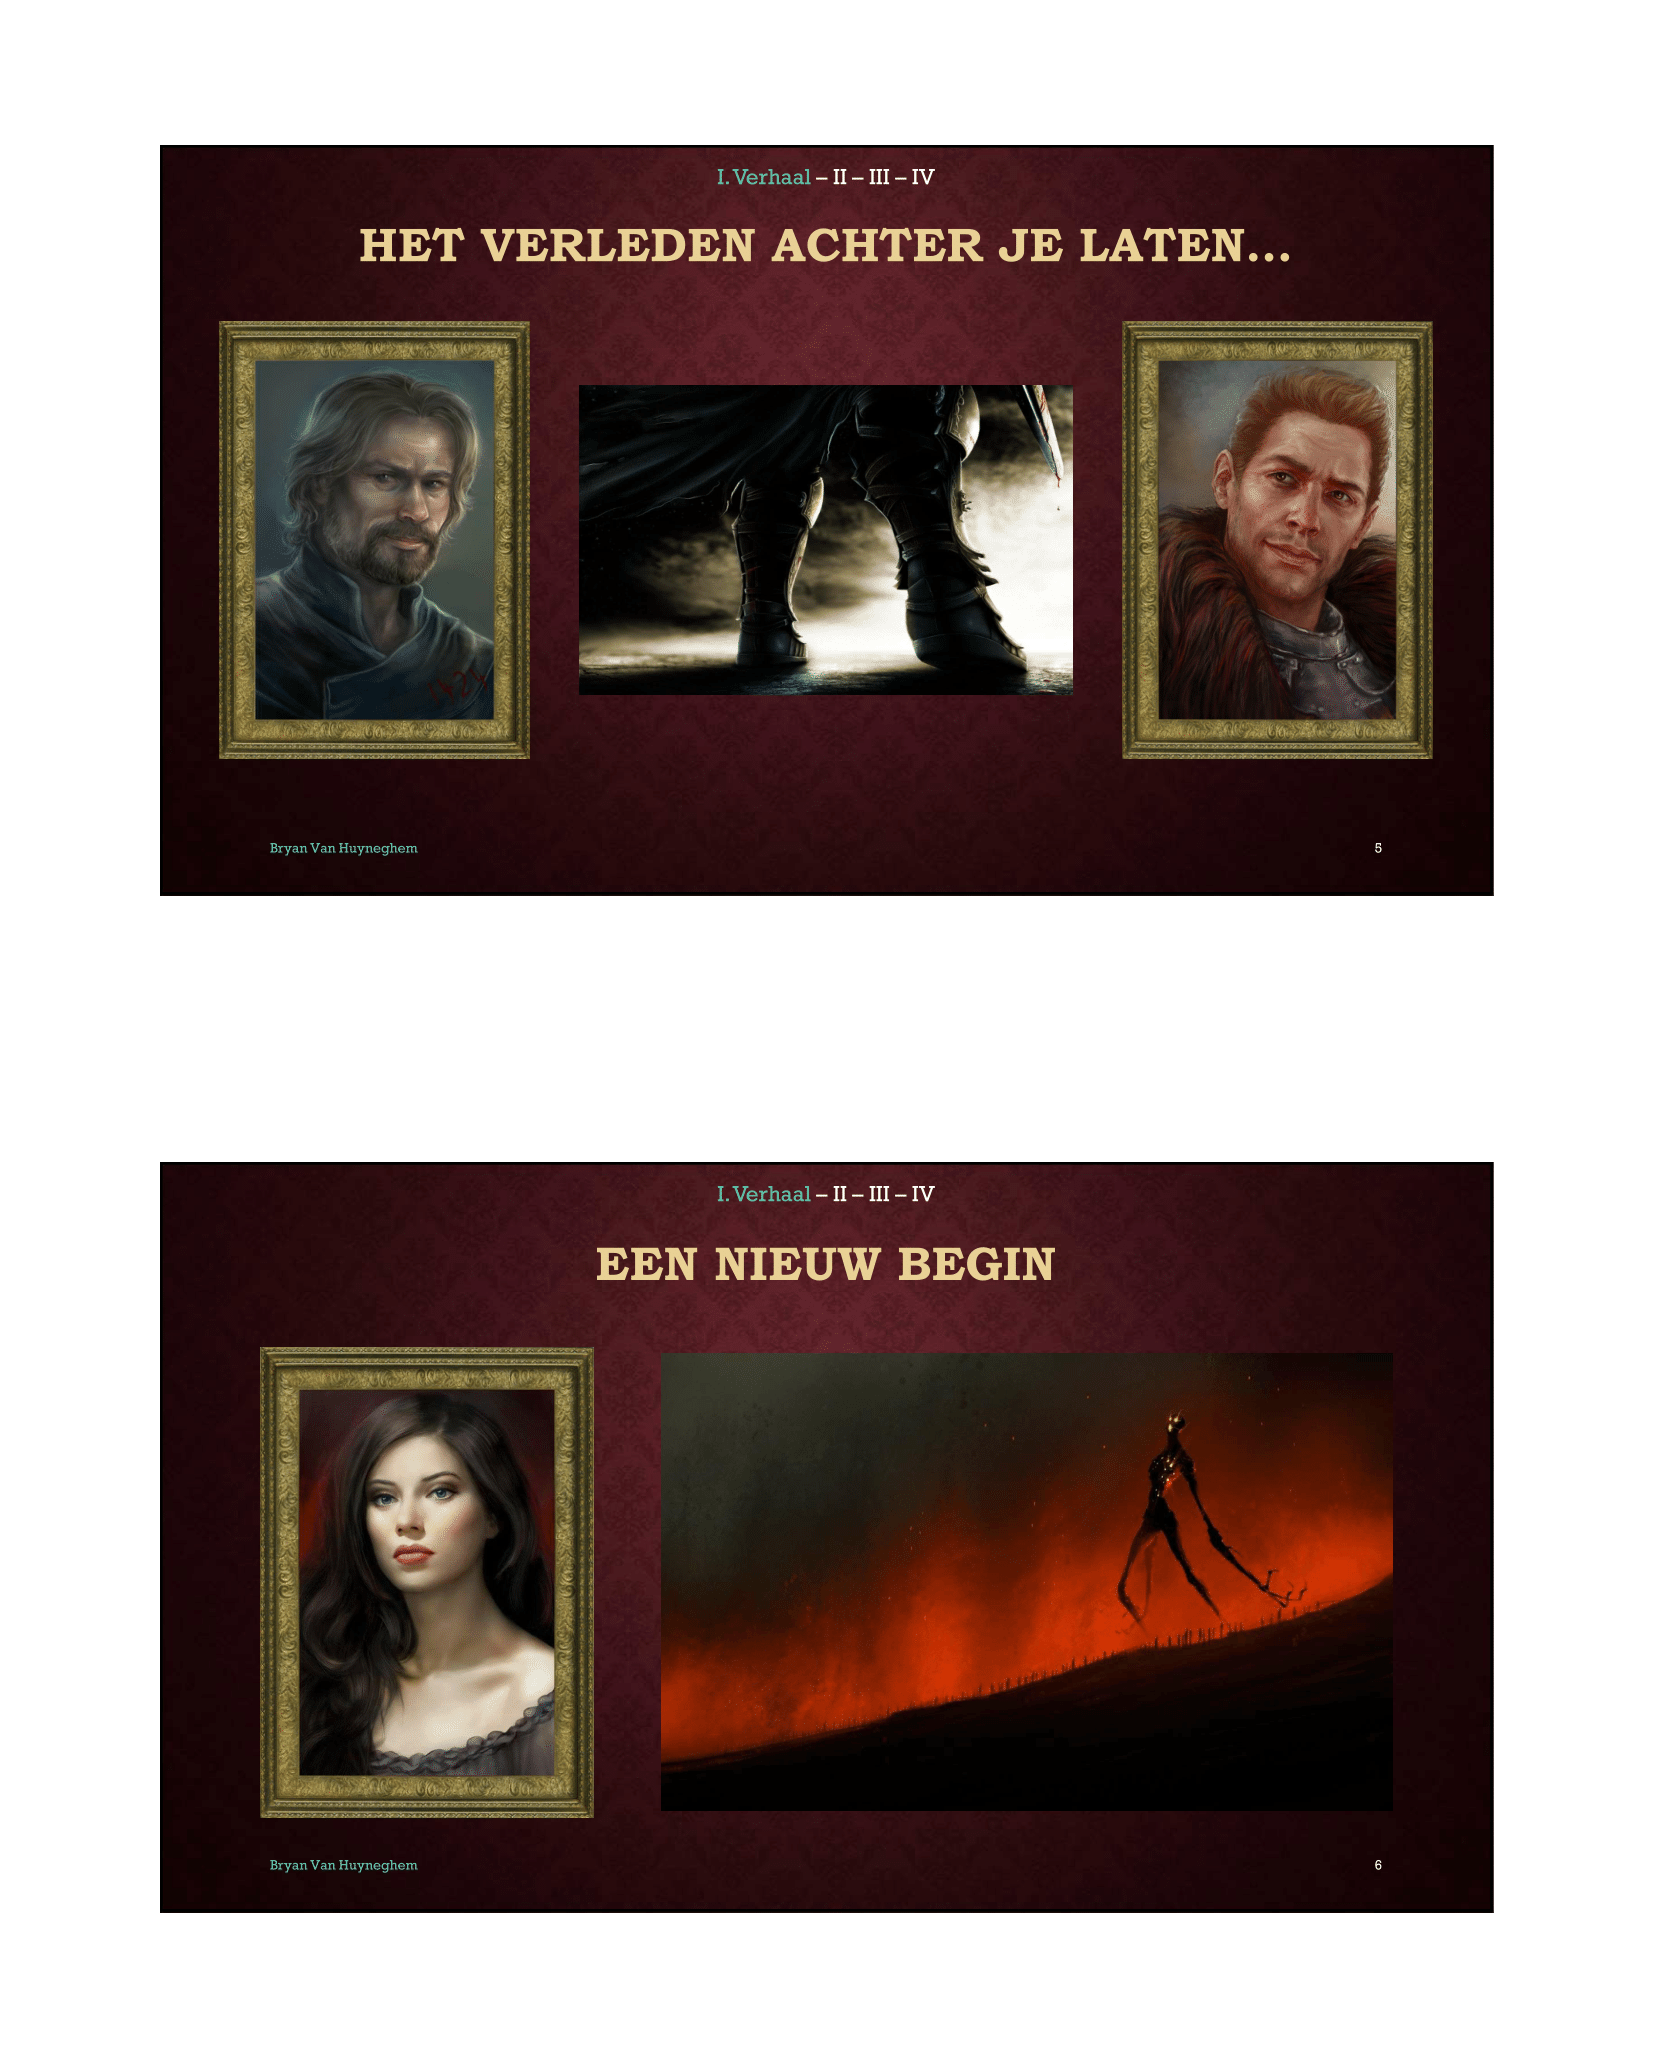 I. Verhaal – II – III – IV
HET VERLEDEN ACHTER JE LATEN…
Bryan Van Huyneghem
5
I. Verhaal – II – III – IV
EEN NIEUW BEGIN
Bryan Van Huyneghem
6